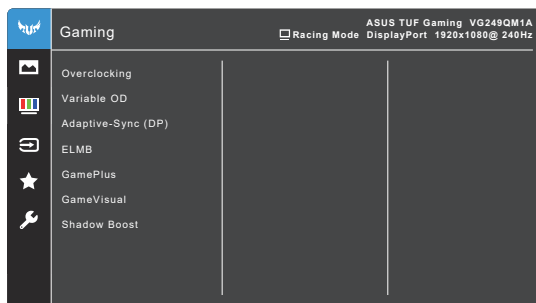 Gaming
ASUS TUF Gaming VG249QM1A
Racing Mode DisplayPort 1920x1080@ 240Hz
Overclocking
Variable OD
Adaptive-Sync (DP)
ELMB
GamePlus
GameVisual
Shadow Boost